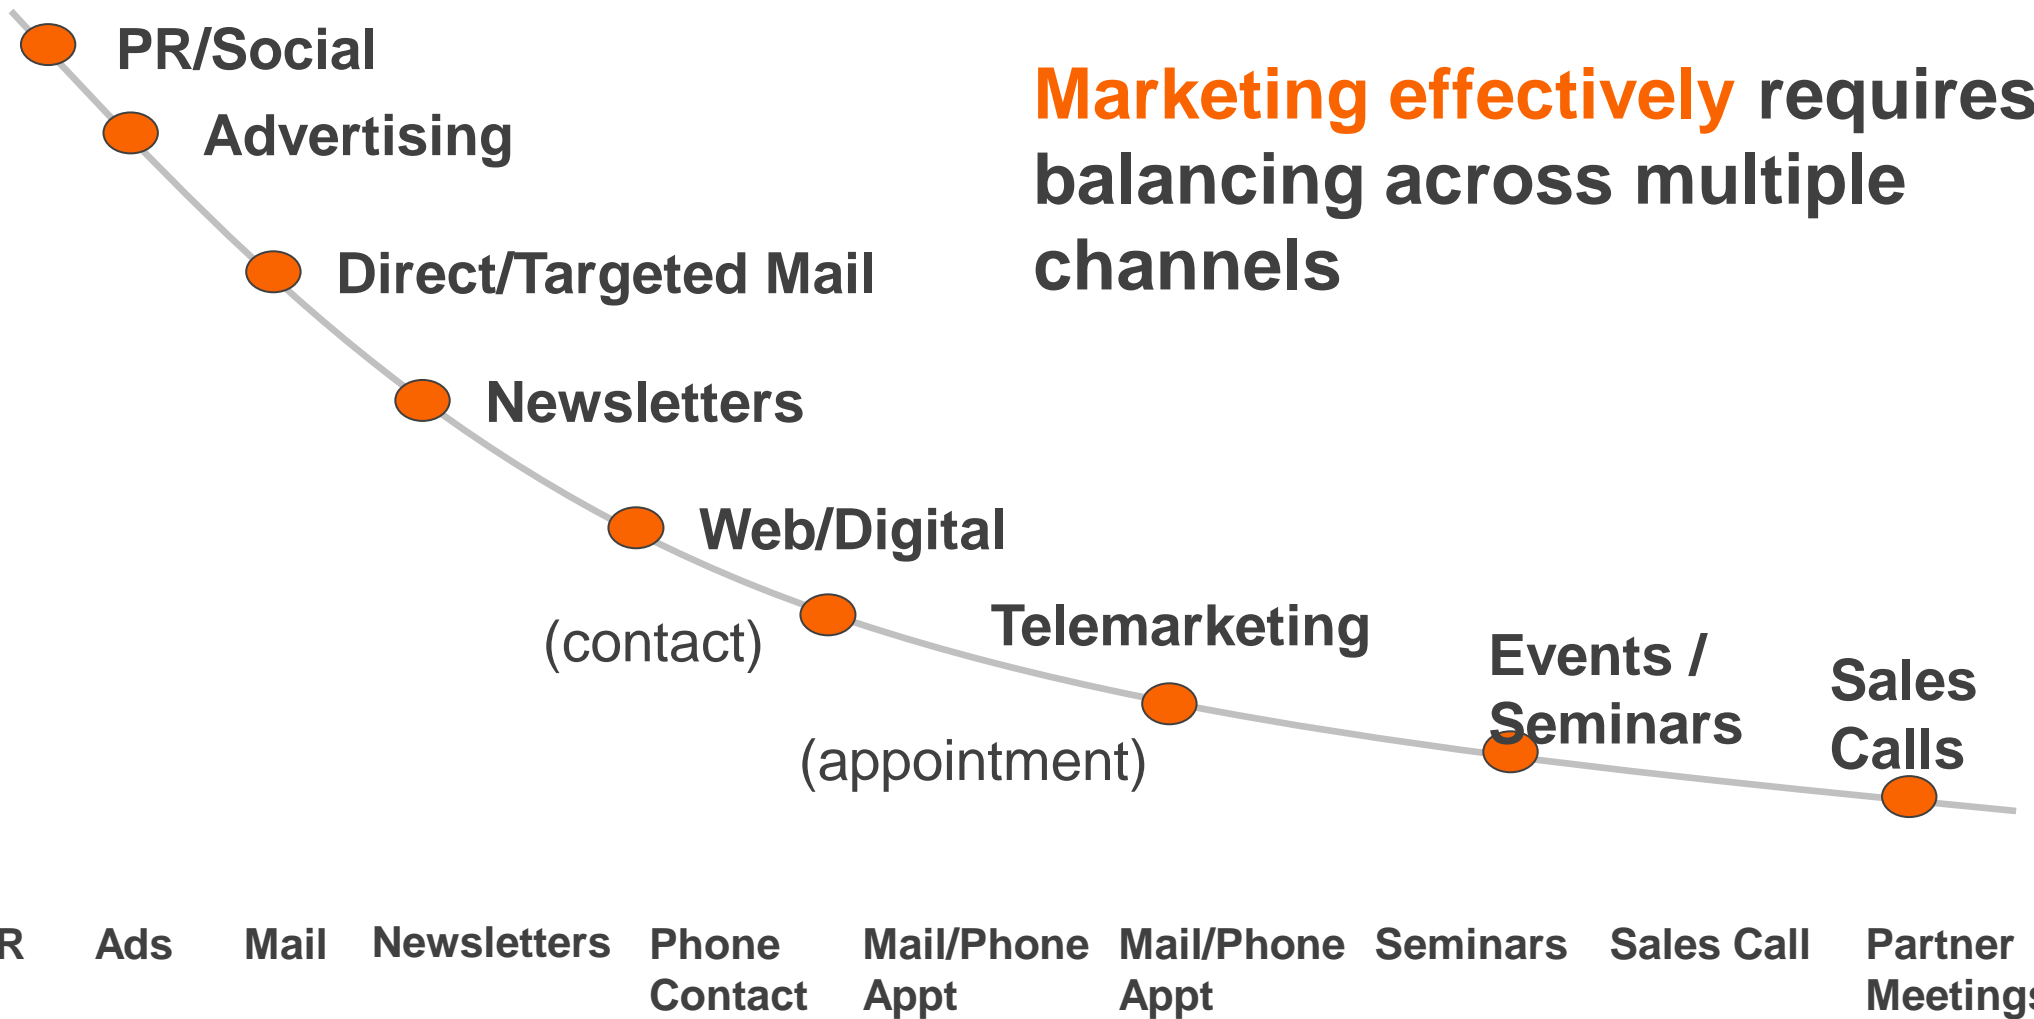 PR/Social
Advertising
Marketing effectively requires
balancing across multiple
channels
Direct/Targeted Mail
Newsletters
Web/Digital
(contact)
Telemarketing
Events /
Seminars
Sales
Calls
(appointment)
R
Ads
Mail
Newsletters
Phone
Contact
Mail/Phone
Appt
Mail/Phone
Appt
Seminars
Sales Call
Partner
Meetings